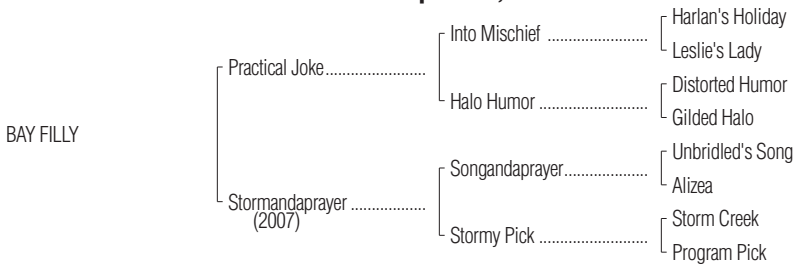 Harlan's Holiday
Into Mischief ........................
Leslie's Lady
Practical Joke........................
Distorted Humor
Halo Humor ..........................
Gilded Halo
BAY FILLY
Unbridled's Song
Songandaprayer....................
Alizea
Stormandaprayer ..................
(2007)
Storm Creek
Stormy Pick ..........................
Program Pick